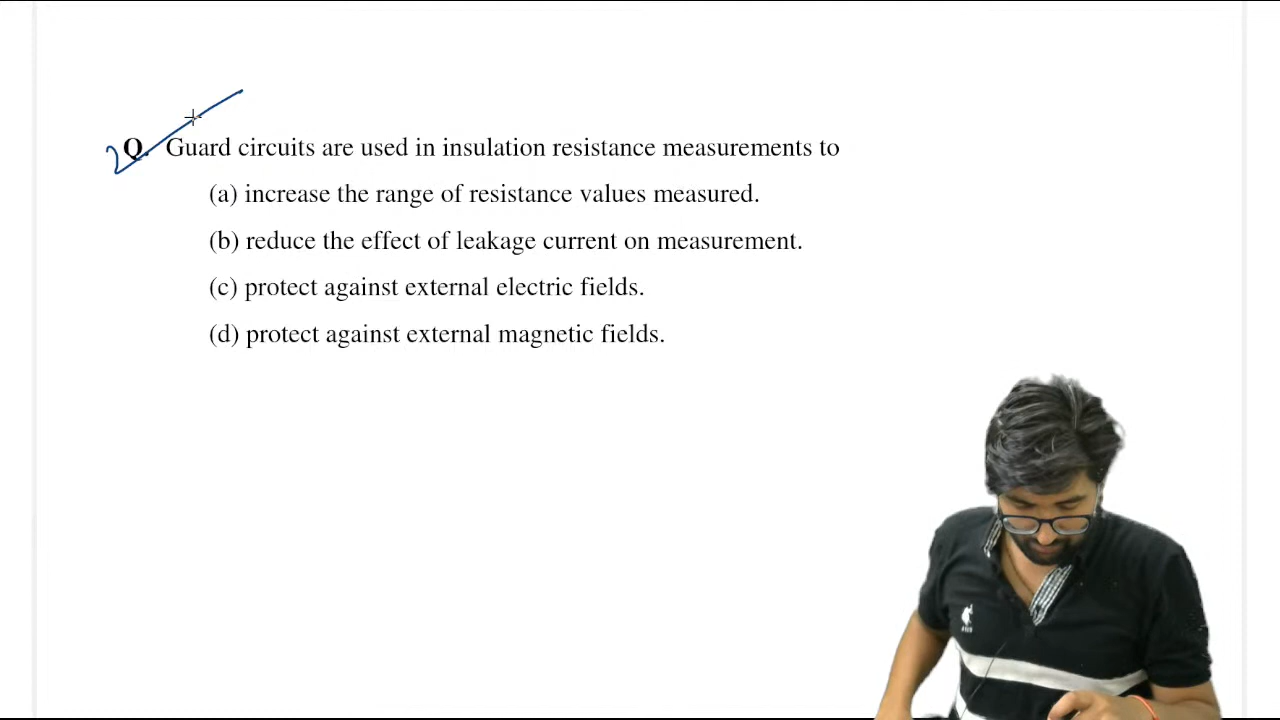 Q. Guard circuits are used in insulation resistance measurements to
(a) increase the range of resistance values measured.
(b) reduce the effect of leakage current on measurement.
(c) protect against external electric fields.
(d) protect against external magnetic fields.